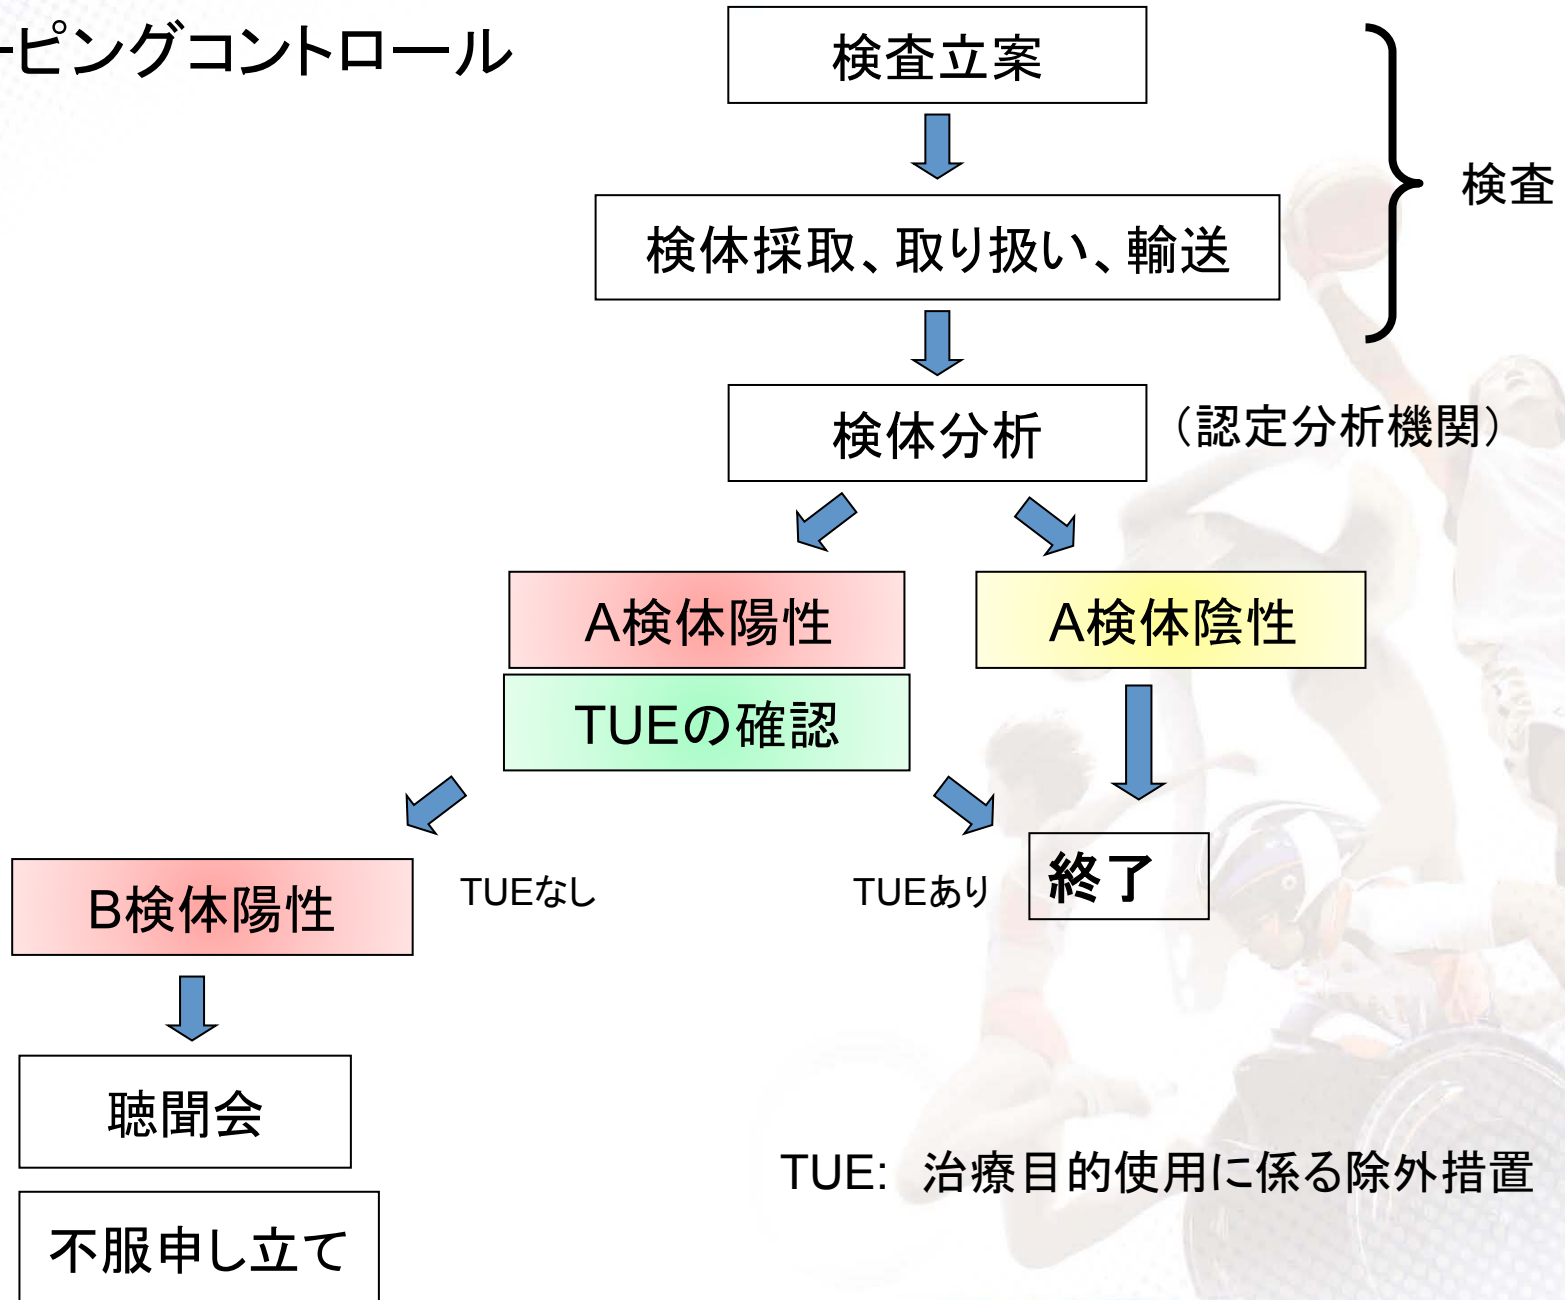 ーピングコントロール
検査立案
検査
検体採取、取り扱い、輸送
検体分析
（認定分析機関）
A検体陽性
A検体陰性
TUEの確認
TUEなし
TUEあり
終了
B検体陽性
聴聞会
TUE: 治療目的使用に係る除外措置
不服申し立て